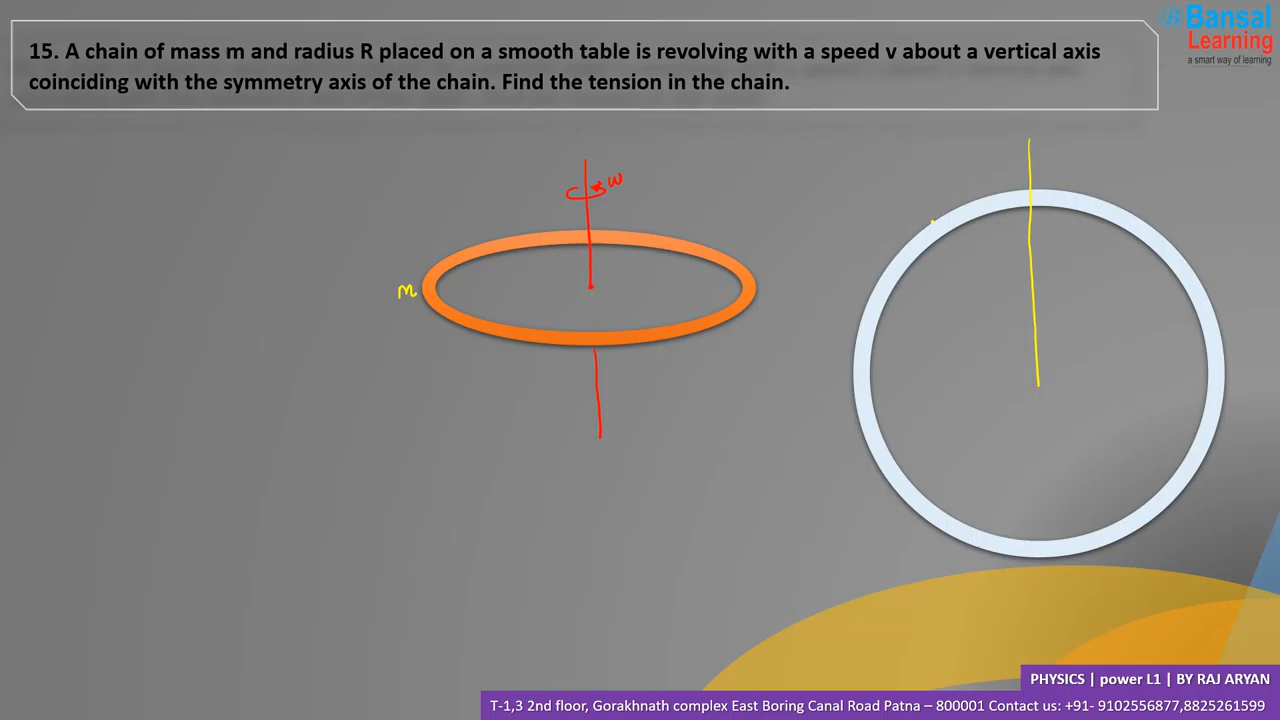 Bansal
Learning
a smart way of learning
15. A chain of mass m and radius R placed on a smooth table is revolving with a speed v about a vertical axis
coinciding with the symmetry axis of the chain. Find the tension in the chain.
ω
m
PHYSICS | power L1 | BY RAJ ARYAN
T-1,3 2nd floor, Gorakhnath complex East Boring Canal Road Patna – 800001 Contact us: +91- 9102556877,8825261599